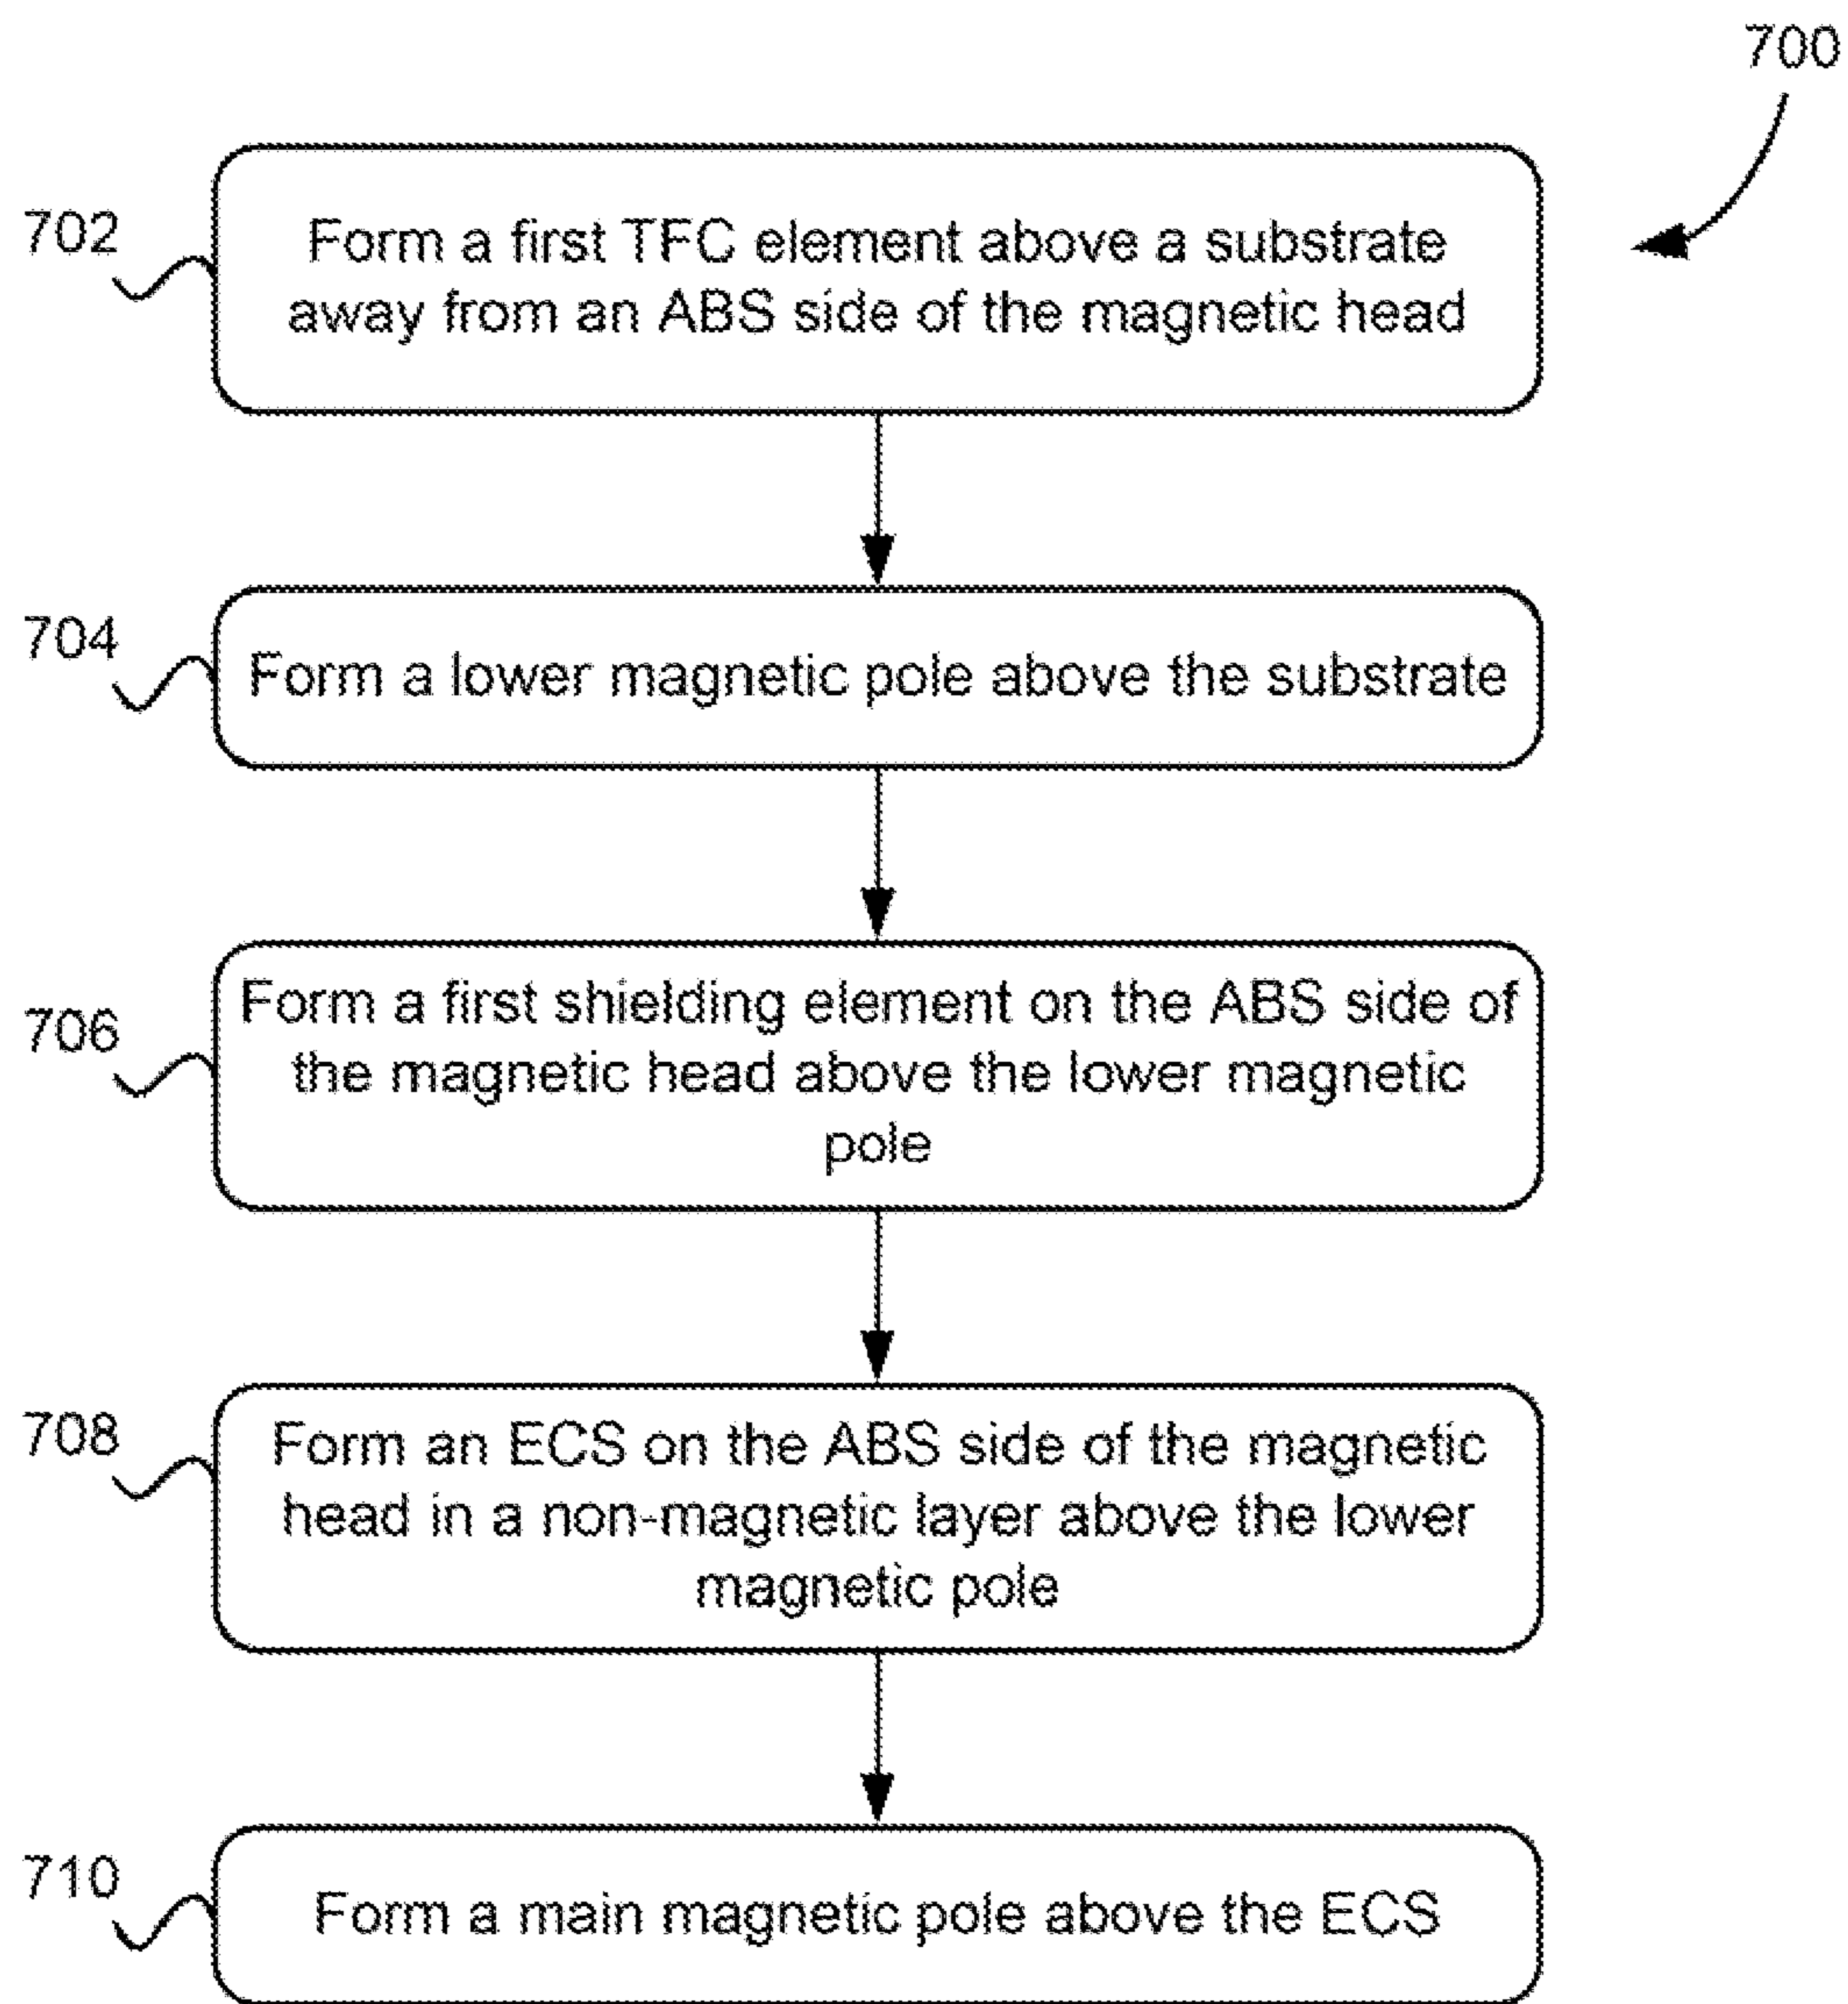 700
702
Form a first TFC element above a substrate
away from an ABS side of the magnetic head
704
Form a lower magnetic pole above the substrate
706
Form a first shielding element on the ABS side of
the magnetic head above the lower magnetic
pole
708
Form an ECS on the ABS side of the magnetic
head in a non-magnetic layer above the lower
magnetic pole
710
Form a main magnetic pole above the ECS